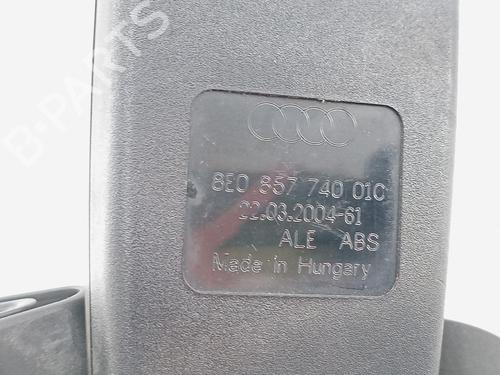 B-PARTS
8E0 857 740 01C
22.03.2004-61
ALE ABS
Made in Hungary